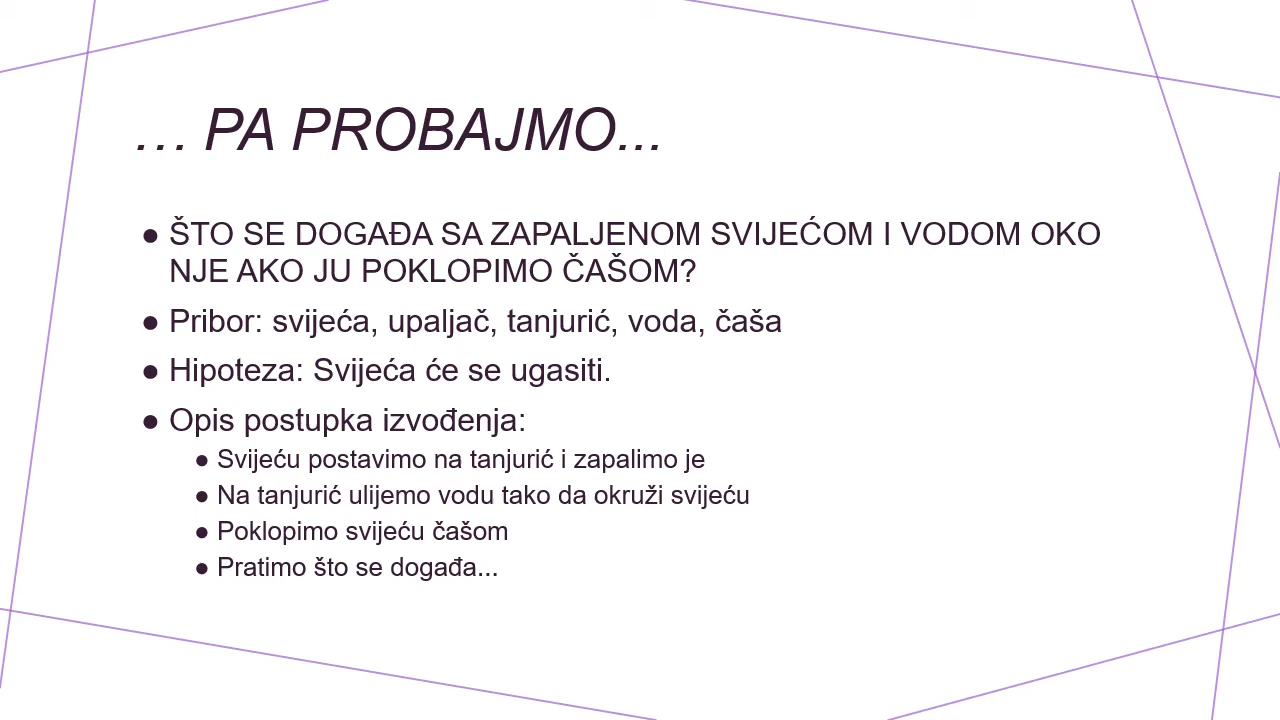 ... PA PROBAJMO...
● ŠTO SE DOGAĐA SA ZAPALJENOM SVIJEĆOM I VODOM OKO
NJE AKO JU POKLOPIMO ČAŠOM?
● Pribor: svijeća, upaljač, tanjurić, voda, čaša
● Hipoteza: Svijeća će se ugasiti.
● Opis postupka izvođenja:
● Svijeću postavimo na tanjurić i zapalimo je
● Na tanjurić ulijemo vodu tako da okruži svijeću
● Poklopimo svijeću čašom
● Pratimo što se događa...